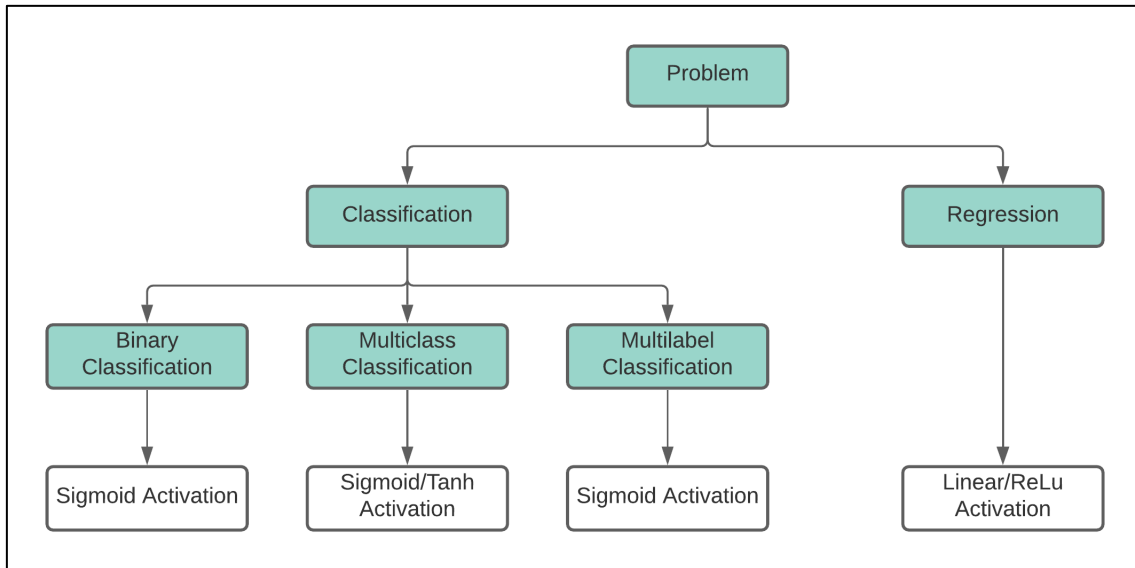 Problem
Classification
Regression
Binary
Classification
Multiclass
Classification
Multilabel
Classification
Sigmoid Activation
Sigmoid/Tanh
Activation
Sigmoid Activation
Linear/ReLu
Activation